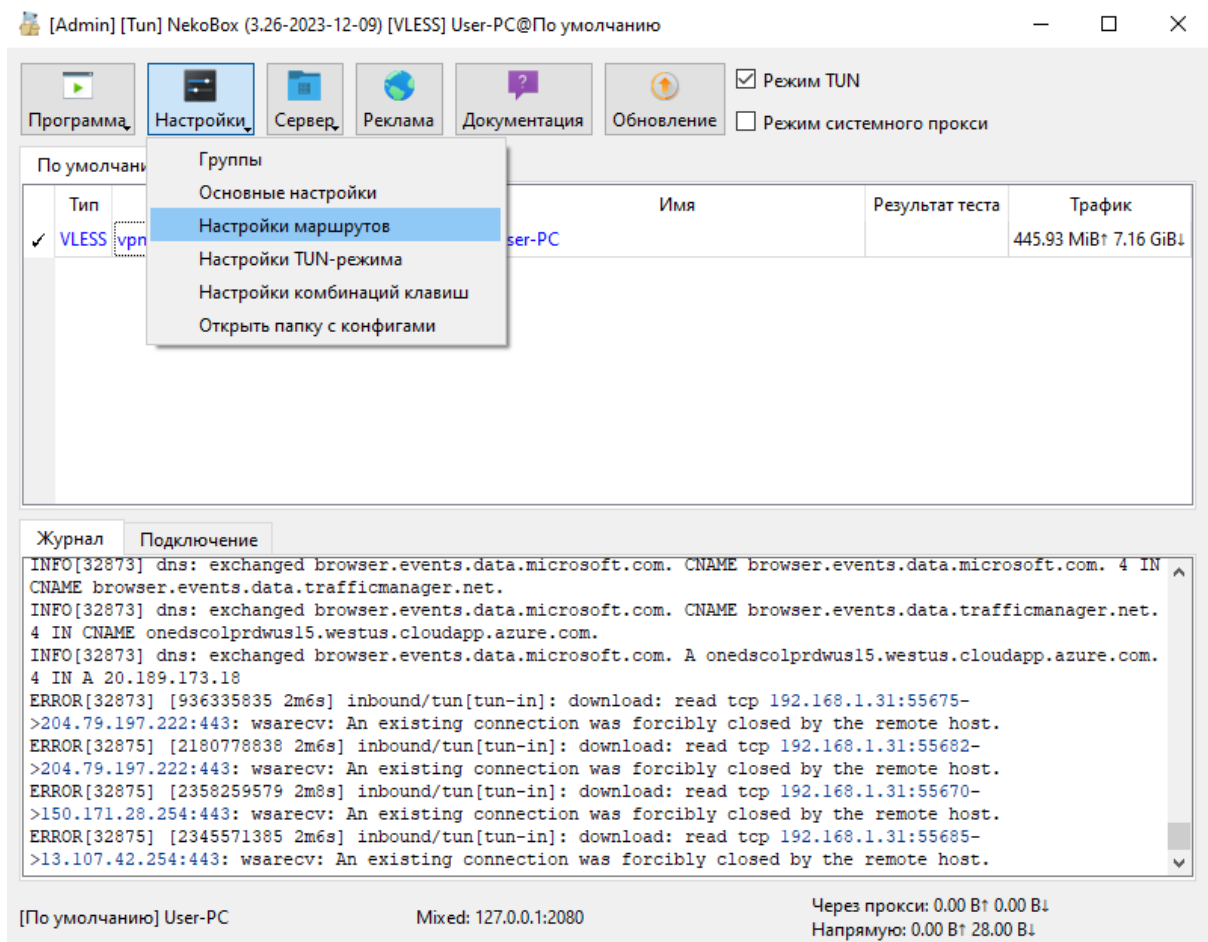 [Admin] [Tun] NekoBox (3.26-2023-12-09) [VLESS] User-PC@По умолчанию
Программа Настройки Сервер Реклама Документация Обновление
Режим TUN
Режим системного прокси
По умолчани
Группы
Основные настройки
Настройки маршрутов
Настройки TUN-режима
Настройки комбинаций клавиш
Открыть папку с конфигами
Тип Имя Результат теста Трафик
✓ VLESS vpn ser-PC 445.93 MiB↑ 7.16 GiB↓
Журнал Подключение
INFO[32873] dns: exchanged browser.events.data.microsoft.com. CNAME browser.events.data.microsoft.com. 4 IN
CNAME browser.events.data.trafficmanager.net.
INFO[32873] dns: exchanged browser.events.data.microsoft.com. CNAME browser.events.data.trafficmanager.net.
4 IN CNAME onedscolprdwus15.westus.cloudapp.azure.com.
INFO[32873] dns: exchanged browser.events.data.microsoft.com. A onedscolprdwus15.westus.cloudapp.azure.com.
4 IN A 20.189.173.18
ERROR[32873] [936335835 2m6s] inbound/tun[tun-in]: download: read tcp 192.168.1.31:55675-
>204.79.197.222:443: wsarecv: An existing connection was forcibly closed by the remote host.
ERROR[32875] [2180778838 2m6s] inbound/tun[tun-in]: download: read tcp 192.168.1.31:55682-
>204.79.197.222:443: wsarecv: An existing connection was forcibly closed by the remote host.
ERROR[32875] [2358259579 2m8s] inbound/tun[tun-in]: download: read tcp 192.168.1.31:55670-
>150.171.28.254:443: wsarecv: An existing connection was forcibly closed by the remote host.
ERROR[32875] [2345571385 2m6s] inbound/tun[tun-in]: download: read tcp 192.168.1.31:55685-
>13.107.42.254:443: wsarecv: An existing connection was forcibly closed by the remote host.
[По умолчанию] User-PC
Mixed: 127.0.0.1:2080
Через прокси: 0.00 B↑ 0.00 B↓
Напрямую: 0.00 B↑ 28.00 B↓